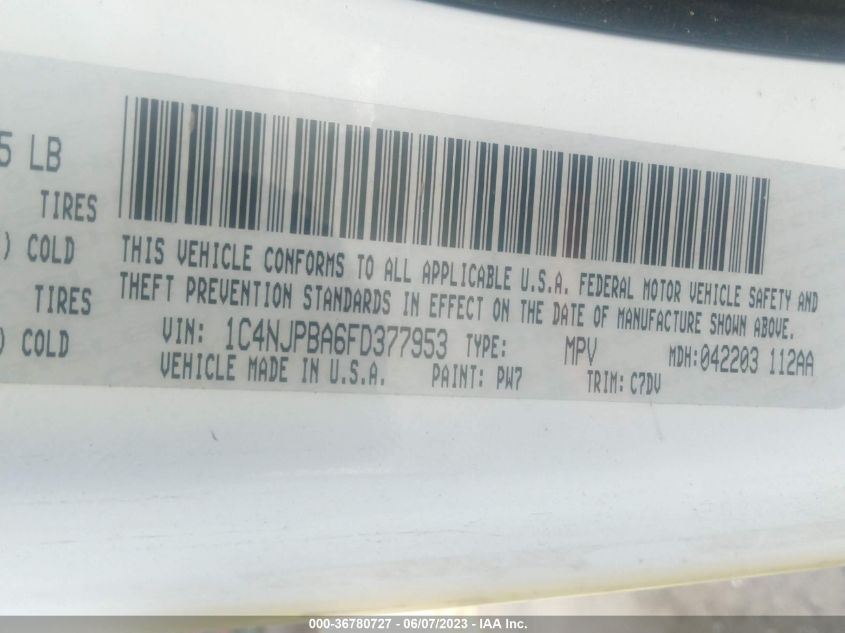 5 LB
TIRES
) COLD
TIRES
) COLD
THIS VEHICLE CONFORMS TO ALL APPLICABLE U.S.A. FEDERAL MOTOR VEHICLE SAFETY AND
THEFT PREVENTION STANDARDS IN EFFECT ON THE DATE OF MANUFACTURE SHOWN ABOVE.
VIN: 1C4NJPBA6FD377953 TYPE: MPV MDH:042203 112AA
VEHICLE MADE IN U.S.A. PAINT: PW7 TRIM: C7DV
000-36780727 - 06/07/2023 - IAA Inc.